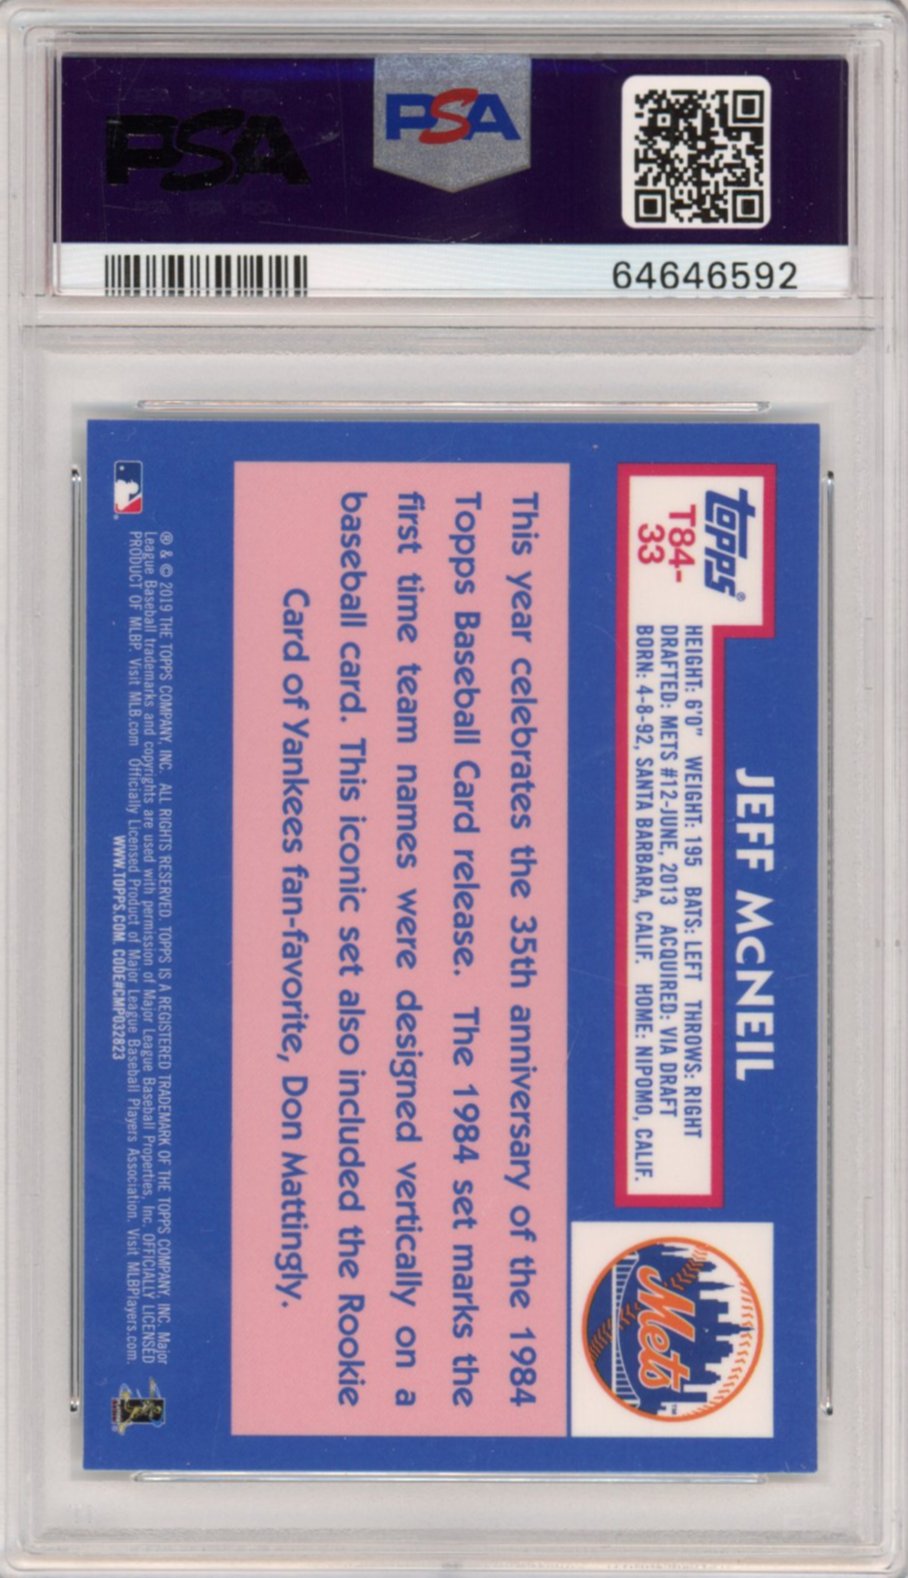 PSA
PSA
64646592
topps®
T84-
33
JEFF McNEIL
HEIGHT: 6'0" WEIGHT: 195 BATS: LEFT THROWS: RIGHT
DRAFTED: METS #12-JUNE, 2013 ACQUIRED: VIA DRAFT
BORN: 4-8-92, SANTA BARBARA, CALIF. HOME: NIPOMO, CALIF.
Mets
TM
This year celebrates the 35th anniversary of the 1984
Topps Baseball Card release. The 1984 set marks the
first time team names were designed vertically on a
baseball card. This iconic set also included the Rookie
Card of Yankees fan-favorite, Don Mattingly.
® & © 2019 THE TOPPS COMPANY, INC. ALL RIGHTS RESERVED. TOPPS IS A REGISTERED TRADEMARK OF THE TOPPS COMPANY, INC. Major
League Baseball trademarks and copyrights are used with permission of Major League Baseball Properties, Inc. OFFICIALLY LICENSED
PRODUCT OF MLBP. Visit MLB.com Officially Licensed Product of Major League Baseball Players Association. Visit MLBPlayers.com.
WWW.TOPPS.COM. CODE#CMP032823